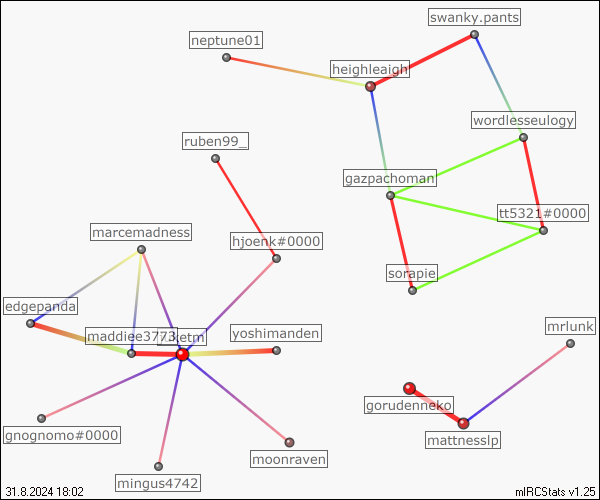 swanky.pants
neptune01
heighleaigh
wordlesseulogy
ruben99_
gazpachoman
tt5321#0000
marcemadness
hjoenk#0000
sorapie
edgepanda
maddiee3773
yoshimanden
mrlunk
gorudenneko
gnognomo#0000
mattnesslp
moonraven
mingus4742
31.8.2024 18:02
mIRCStats v1.25